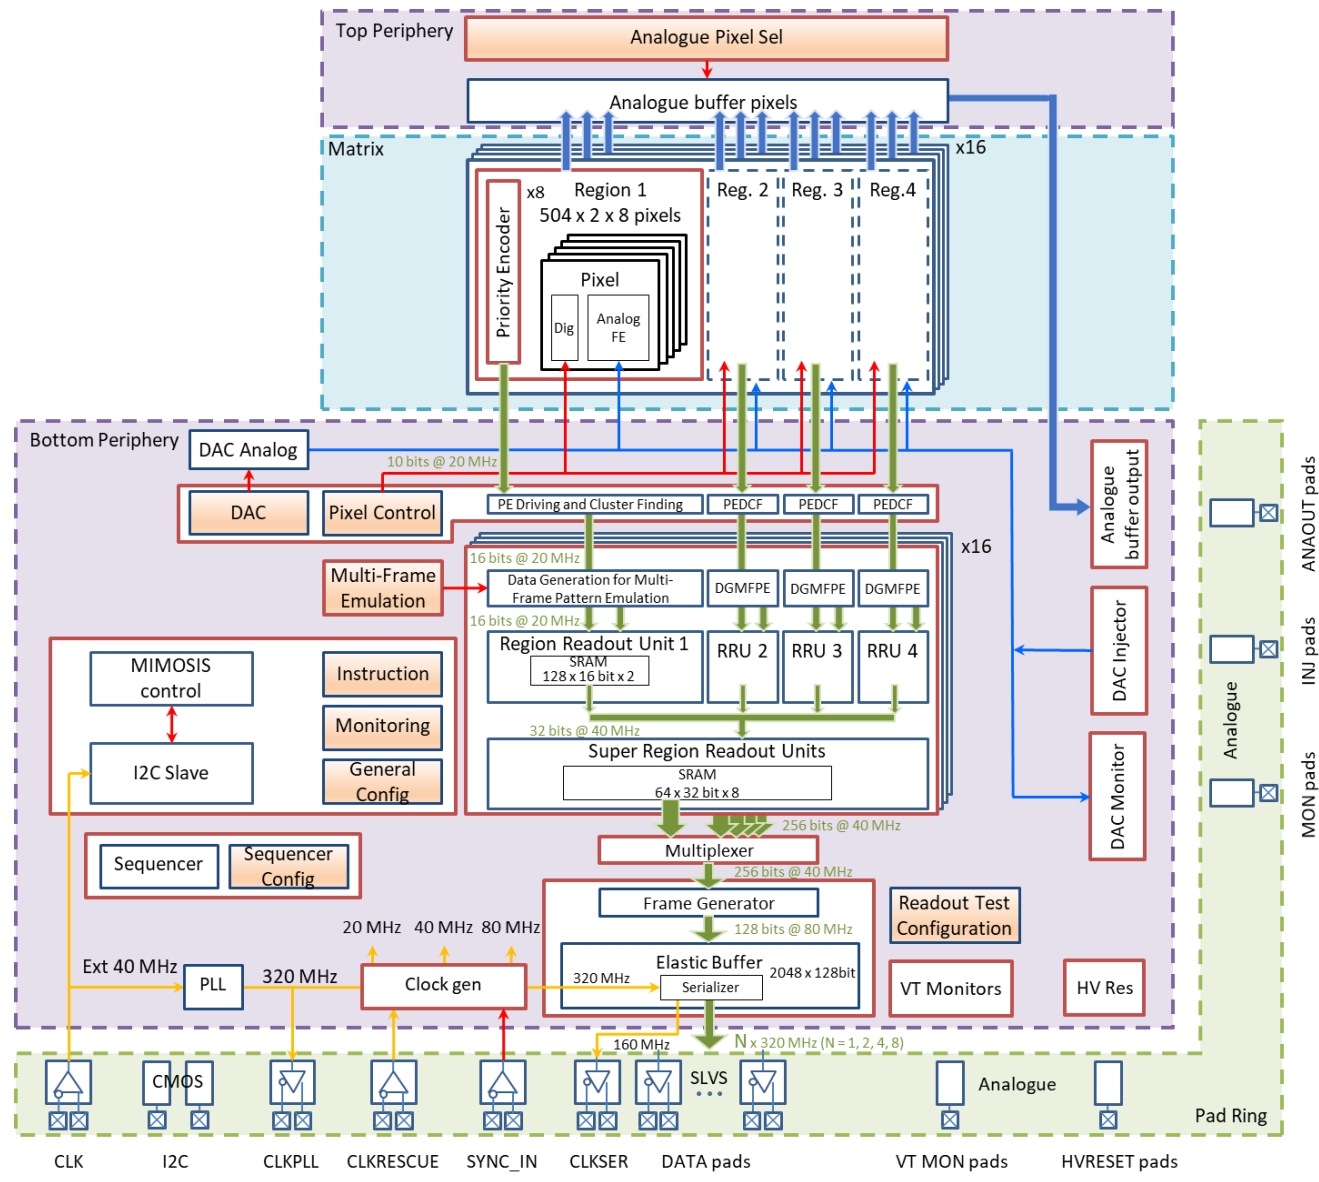 Top Periphery
Analogue Pixel Sel
Analogue buffer pixels
Matrix
x16
Priority Encoder
x8
Region 1
504 x 2 x 8 pixels
Pixel
Dig
Analog
FE
Reg. 2
Reg. 3
Reg.4
Bottom Periphery
DAC Analog
10 bits @ 20 MHz
DAC
Pixel Control
PE Driving and Cluster Finding
PEDCF
PEDCF
PEDCF
Analogue
buffer output
ANAOUT pads
x16
16 bits @ 20 MHz
Multi-Frame
Emulation
Data Generation for Multi-
Frame Pattern Emulation
DGMFPE
DGMFPE
DGMFPE
16 bits @ 20 MHz
Region Readout Unit 1
SRAM
128 x 16 bit x 2
RRU 2
RRU 3
RRU 4
DAC Injector
INJ pads
MIMOSIS
control
Instruction
Monitoring
I2C Slave
General
Config
32 bits @ 40 MHz
Super Region Readout Units
SRAM
64 x 32 bit x 8
Analogue
DAC Monitor
MON pads
256 bits @ 40 MHz
Multiplexer
256 bits @ 40 MHz
Sequencer
Sequencer
Config
Frame Generator
128 bits @ 80 MHz
Readout Test
Configuration
20 MHz
40 MHz
80 MHz
Ext 40 MHz
PLL
320 MHz
Clock gen
320 MHz
Elastic Buffer
2048 x 128bit
Serializer
VT Monitors
HV Res
160 MHz
N x 320 MHz (N = 1, 2, 4, 8)
CMOS
SLVS
...
Analogue
Pad Ring
CLK
I2C
CLKPLL
CLKRESCUE
SYNC_IN
CLKSER
DATA pads
VT MON pads
HVRESET pads